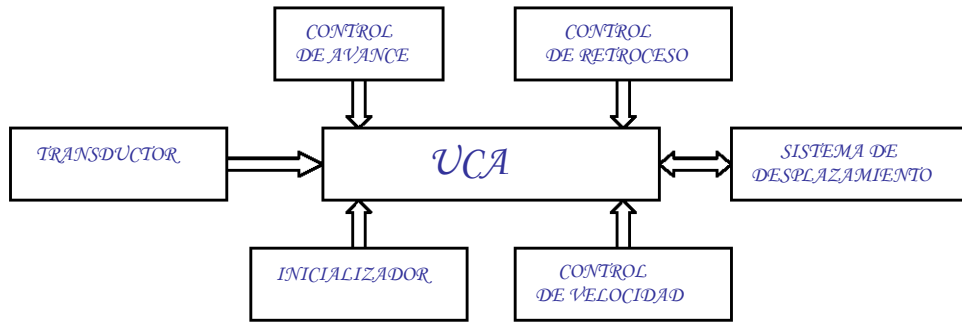 CONTROL
DE AVANCE
CONTROL
DE RETROCESO
TRANSDUCTOR
UCA
SISTEMA DE
DESPLAZAMIENTO
INICIALIZADOR
CONTROL
DE VELOCIDAD